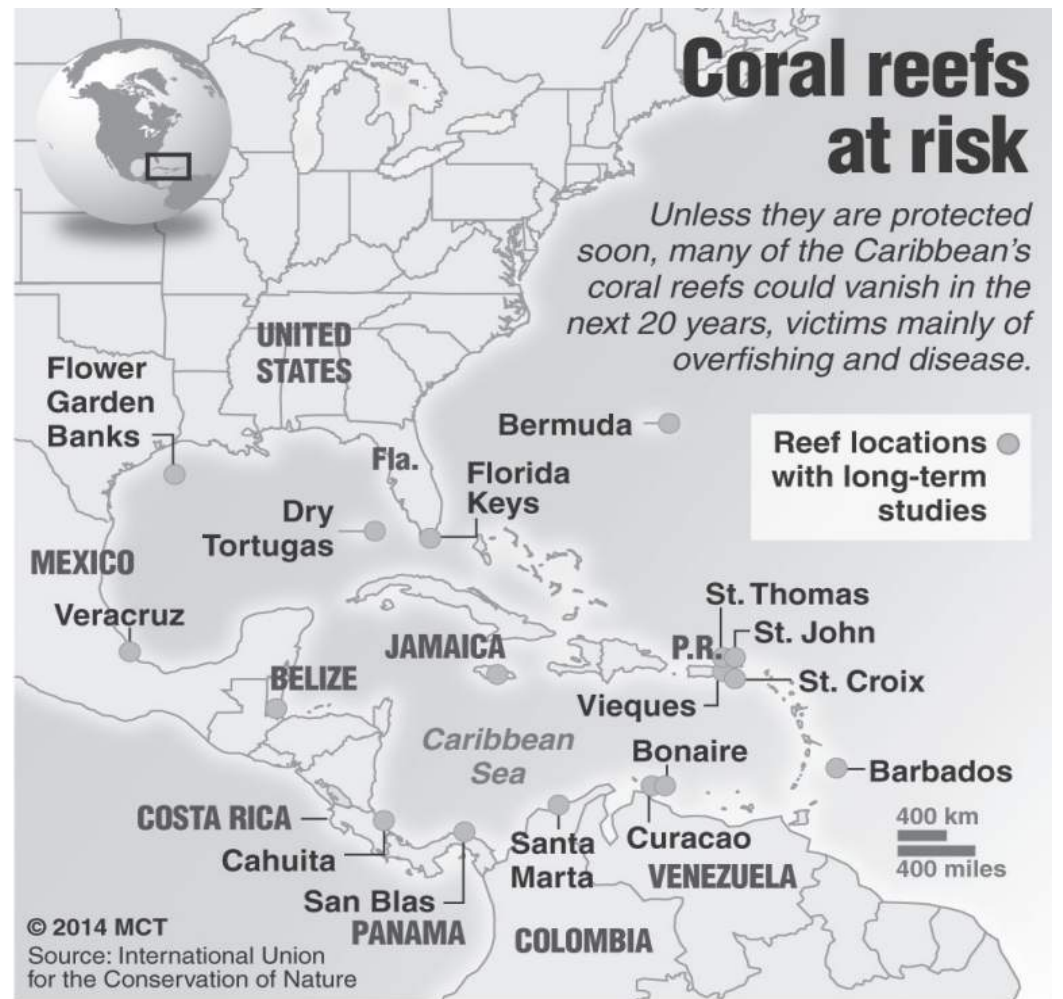 Coral reefs
at risk
Unless they are protected
soon, many of the Caribbean's
coral reefs could vanish in the
next 20 years, victims mainly of
overfishing and disease.
Reef locations
with long-term
studies
UNITED
STATES
Flower
Garden
Banks
Bermuda
Fla.
Florida
Keys
Dry
Tortugas
MEXICO
Veracruz
St. Thomas
St. John
P.R.
JAMAICA
BELIZE
St. Croix
Vieques
Caribbean
Sea
Bonaire
Barbados
COSTA RICA
Cahuita
Santa
Marta
Curacao
VENEZUELA
400 km
400 miles
San Blas
PANAMA
COLOMBIA
© 2014 MCT
Source: International Union
for the Conservation of Nature